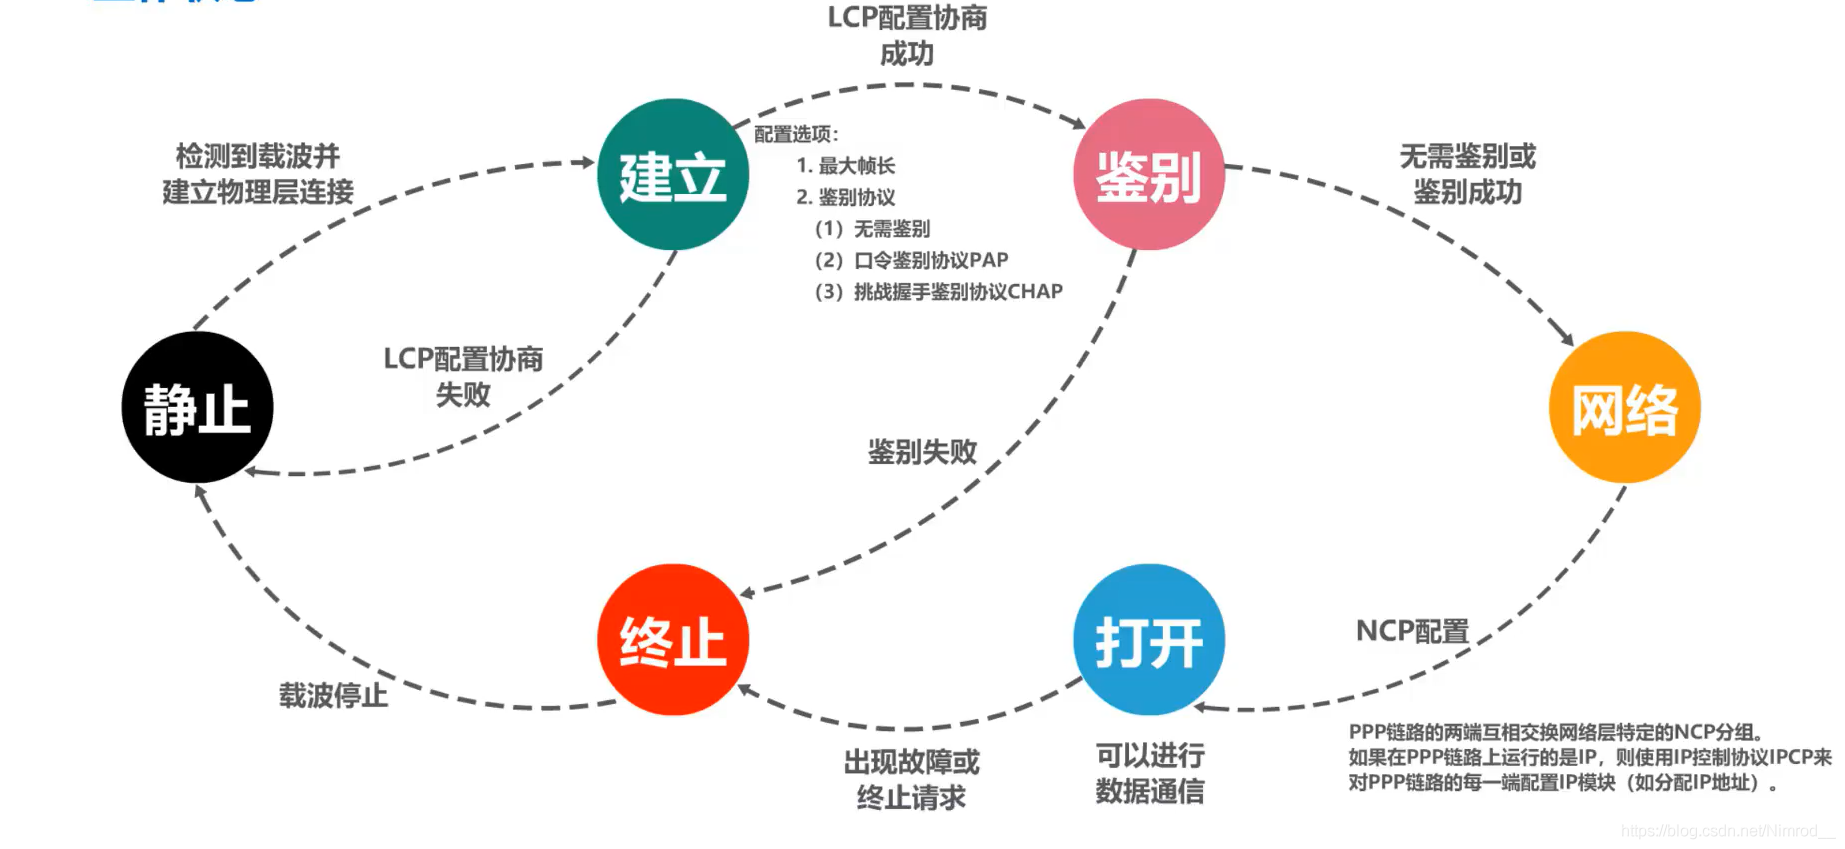 LCP配置协商
成功
检测到载波并
建立物理层连接
建立
配置选项：
1. 最大帧长
2. 鉴别协议
（1）无需鉴别
（2）口令鉴别协议PAP
（3）挑战握手鉴别协议CHAP
鉴别
无需鉴别或
鉴别成功
静止
LCP配置协商
失败
鉴别失败
网络
终止
打开
NCP配置
载波停止
出现故障或
终止请求
可以进行
数据通信
PPP链路的两端互相交换网络层特定的NCP分组。
如果在PPP链路上运行的是IP，则使用IP控制协议IPCP来
对PPP链路的每一端配置IP模块（如分配IP地址）。
https://blog.csdn.net/Nimrod__